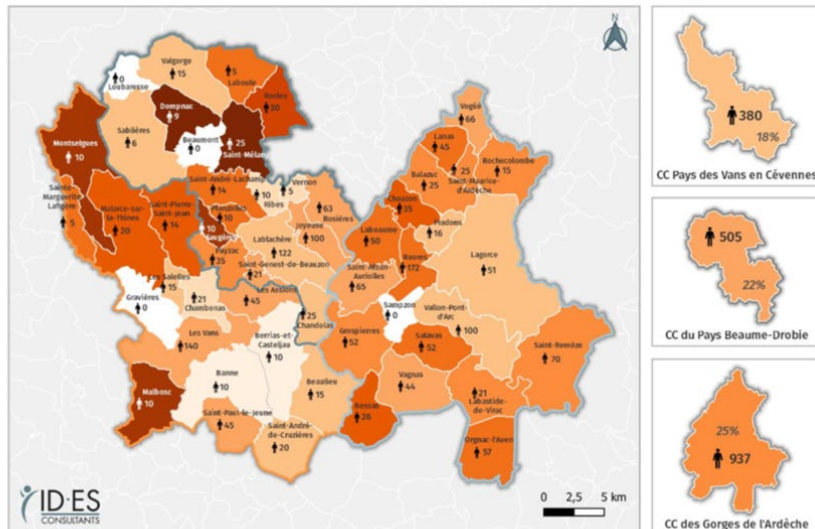 N
Valgorge
15
0
Loubaresse
5
Laboule
Rocles
30
Dompnac
9
Sablières
6
Beaumont
0
25
Saint-Mélany
Montselgues
10
Vogüé
66
Lanas
45
Rochecolombe
15
Balazuc
25
25
Saint-Maurice-d'Ardèche
Saint-André-Lachamp
14
Vernon
5
10
Ribes
63
Rosières
Sainte-Marguerite-Lafigère
5
Malarce-sur-la-Thines
20
Saint-Pierre-Saint-Jean
14
Planzolles
10
10
Joyeuse
100
Chauzon
35
Pradons
16
Labeaume
50
Lablachère
122
Payzac
35
Saint-Genest-de-Beauzon
21
Ruoms
172
Lagorce
51
Saint-Alban-Auriolles
65
Les Salelles
15
21
Chambonas
Gravières
0
Les Assions
45
Sampzon
0
Vallon-Pont-d'Arc
100
25
Chandolas
Grospierres
52
Salavas
52
Saint-Remèze
70
Les Vans
140
Berrias-et-Casteljau
10
Banne
10
Beaulieu
15
Vagnas
44
21
Labastide-de-Virac
Malbosc
10
Saint-Paul-le-Jeune
45
Bessas
26
Saint-André-de-Cruzières
20
Orgnac-l'Aven
57
ID·ES
CONSULTANTS
0 2,5 5 km
380
18%
CC Pays des Vans en Cévennes
505
22%
CC du Pays Beaume-Drobie
25%
937
CC des Gorges de l'Ardèche